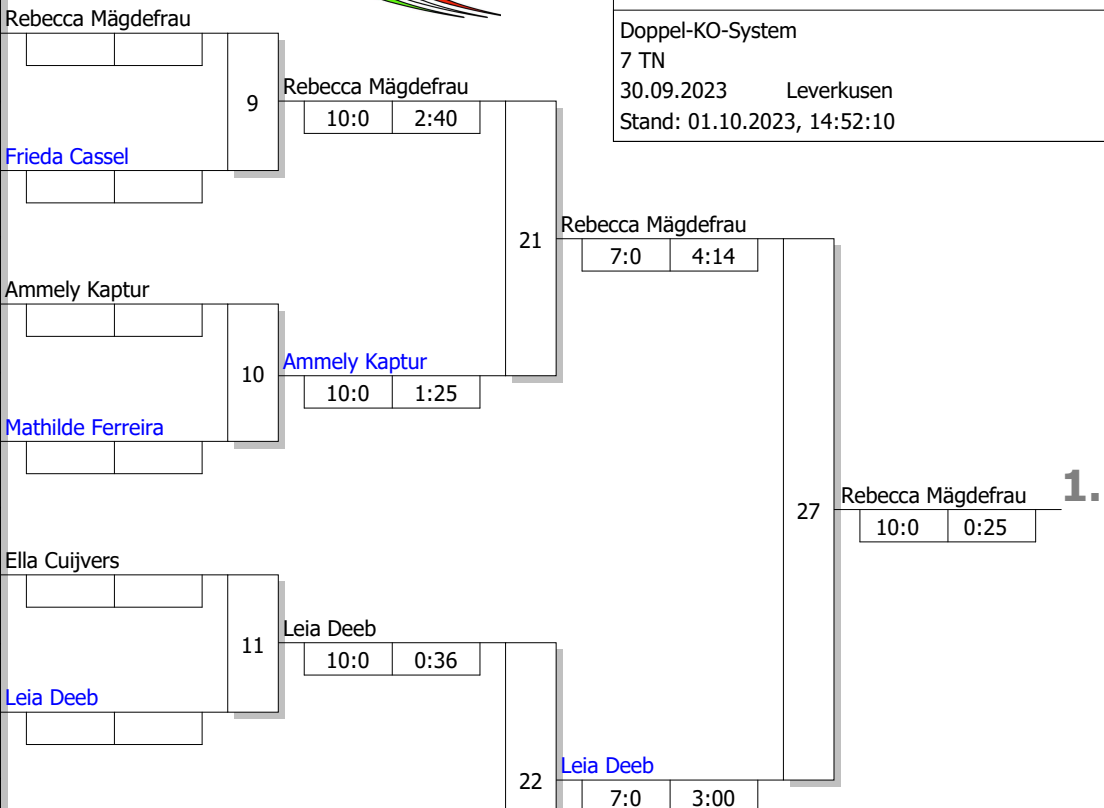 Doppel-KO-System
7 TN
30.09.2023 Leverkusen
Stand: 01.10.2023, 14:52:10
Rebecca Mägdefrau
9
Rebecca Mägdefrau
10:0 2:40
Frieda Cassel
21
Rebecca Mägdefrau
7:0 4:14
Ammely Kaptur
10
Ammely Kaptur
10:0 1:25
Mathilde Ferreira
27
Rebecca Mägdefrau 1.
10:0 0:25
Ella Cuijvers
11
Leia Deeb
10:0 0:36
Leia Deeb
22
Leia Deeb
7:0 3:00